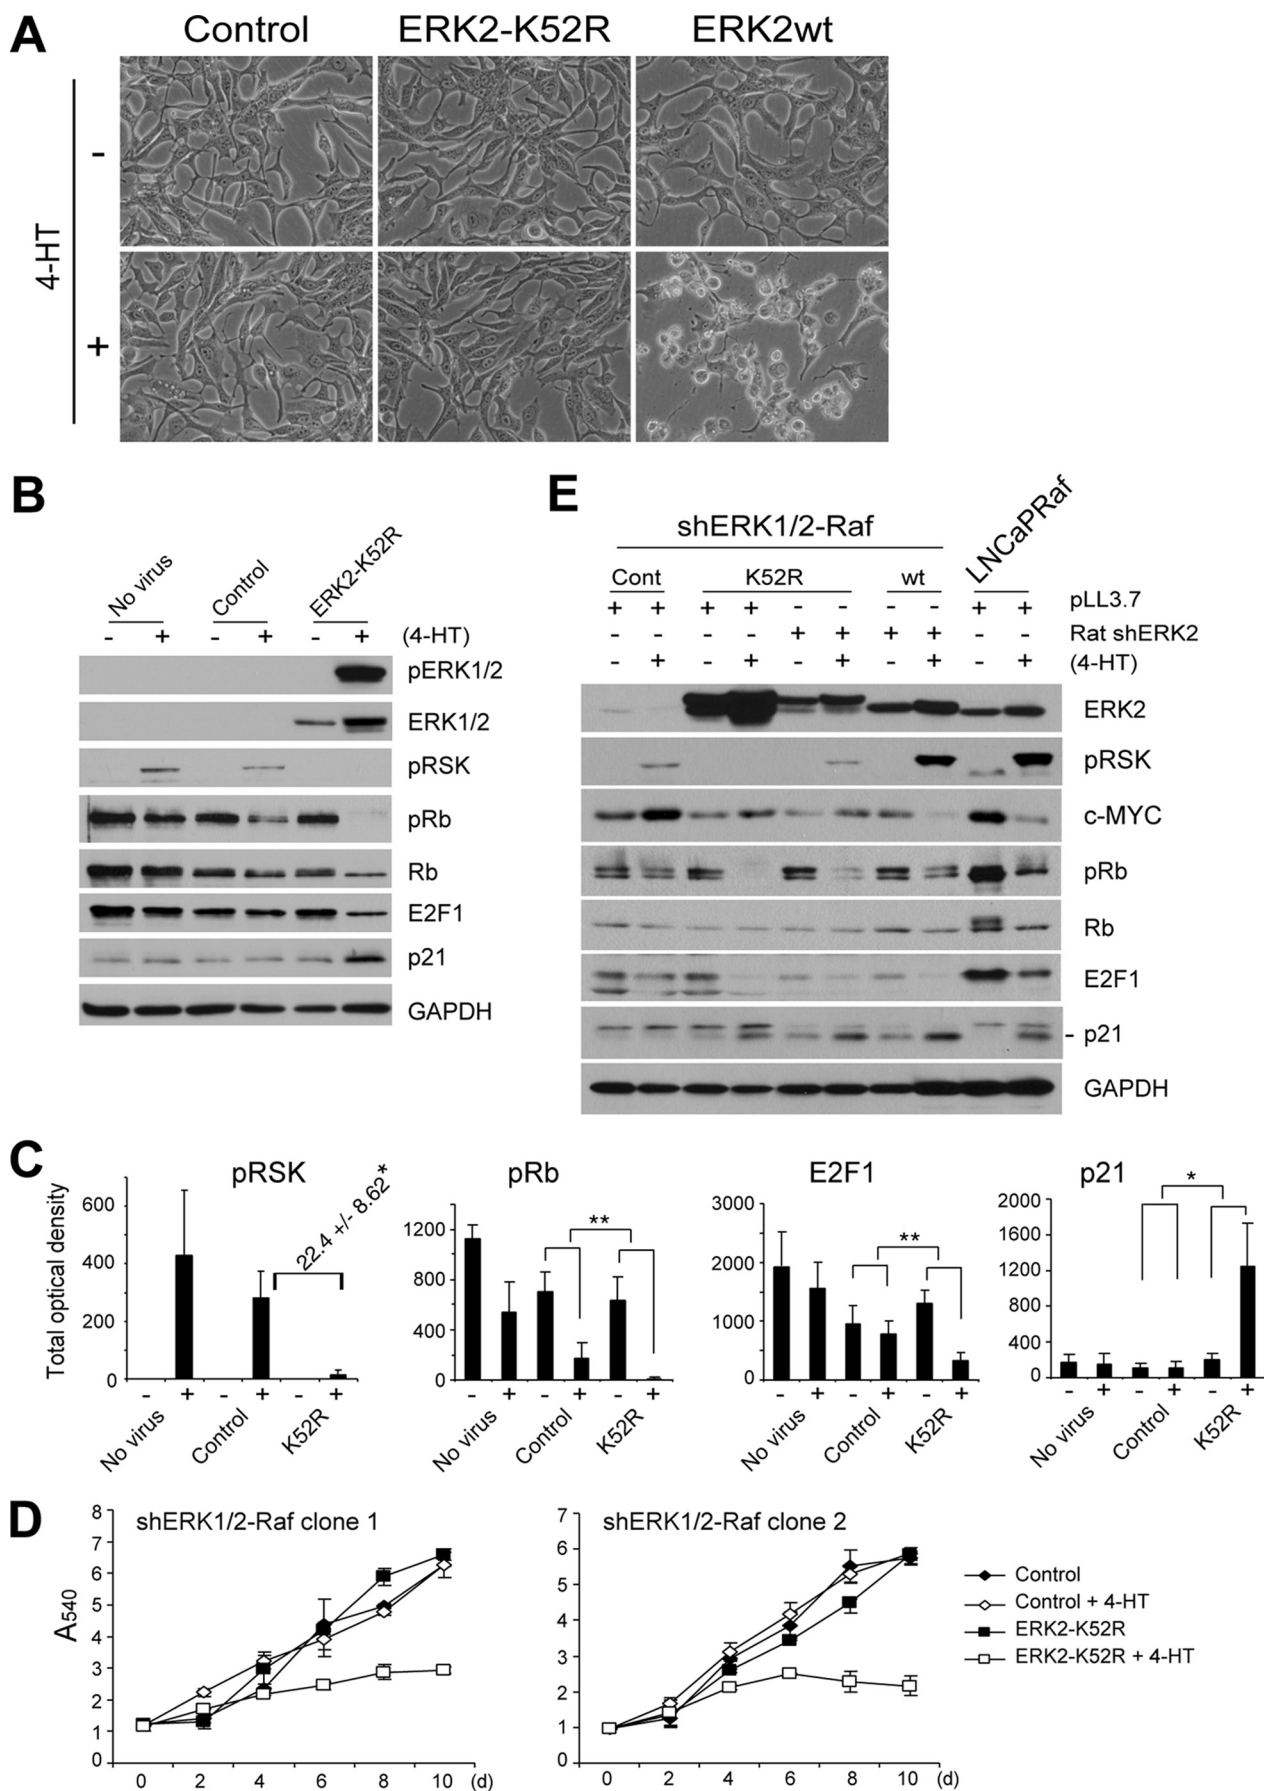 A
Control ERK2-K52R ERK2wt
4-HT
-
+
B
No virus Control ERK2-K52R
- + - + - + (4-HT)
pERK1/2
ERK1/2
pRSK
pRb
Rb
E2F1
p21
GAPDH
E
shERK1/2-Raf LNCaPRaf
Cont K52R wt
+ + + + - - - - + + pLL3.7
- - - - + + + + - - Rat shERK2
- + - + - + - + - + (4-HT)
ERK2
pRSK
c-MYC
pRb
Rb
E2F1
- p21
GAPDH
C
Total optical density
pRSK
22.4 +/- 8.62*
600
400
200
0
- + - + - +
No virus Control K52R
pRb
**
1200
800
400
0
- + - + - +
No virus Control K52R
E2F1
**
3000
2000
1000
0
- + - + - +
No virus Control K52R
p21
*
2000
1600
1200
800
400
0
- + - + - +
No virus Control K52R
D
shERK1/2-Raf clone 1
A540
8
7
6
5
4
3
2
1
0
0 2 4 6 8 10 (d)
shERK1/2-Raf clone 2
7
6
5
4
3
2
1
0
0 2 4 6 8 10 (d)
Control
Control + 4-HT
ERK2-K52R
ERK2-K52R + 4-HT